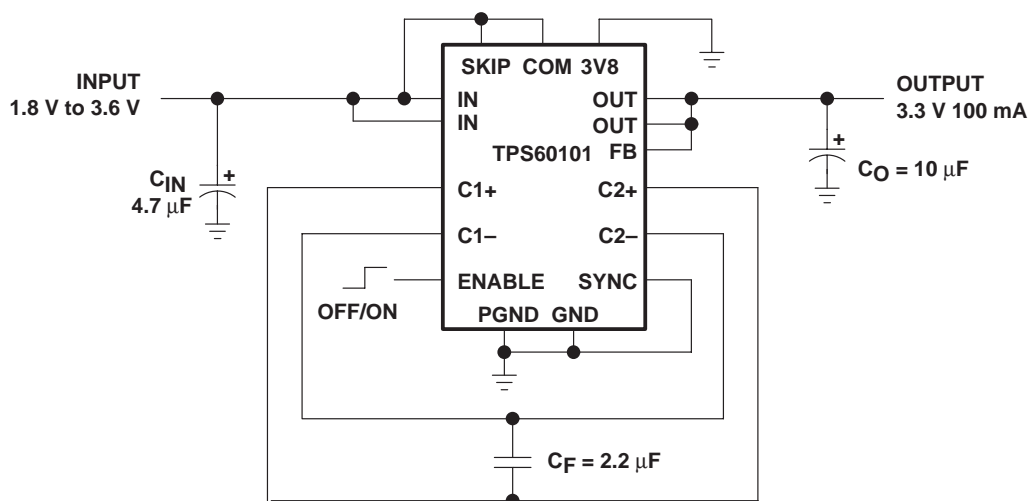 SKIP COM 3V8
INPUT
1.8 V to 3.6 V
OUTPUT
3.3 V 100 mA
IN
OUT
IN
OUT
TPS60101
FB
+
CIN
4.7 μF
+
CO = 10 μF
C1+
C2+
C1–
C2–
ENABLE
SYNC
OFF/ON
PGND GND
CF = 2.2 μF